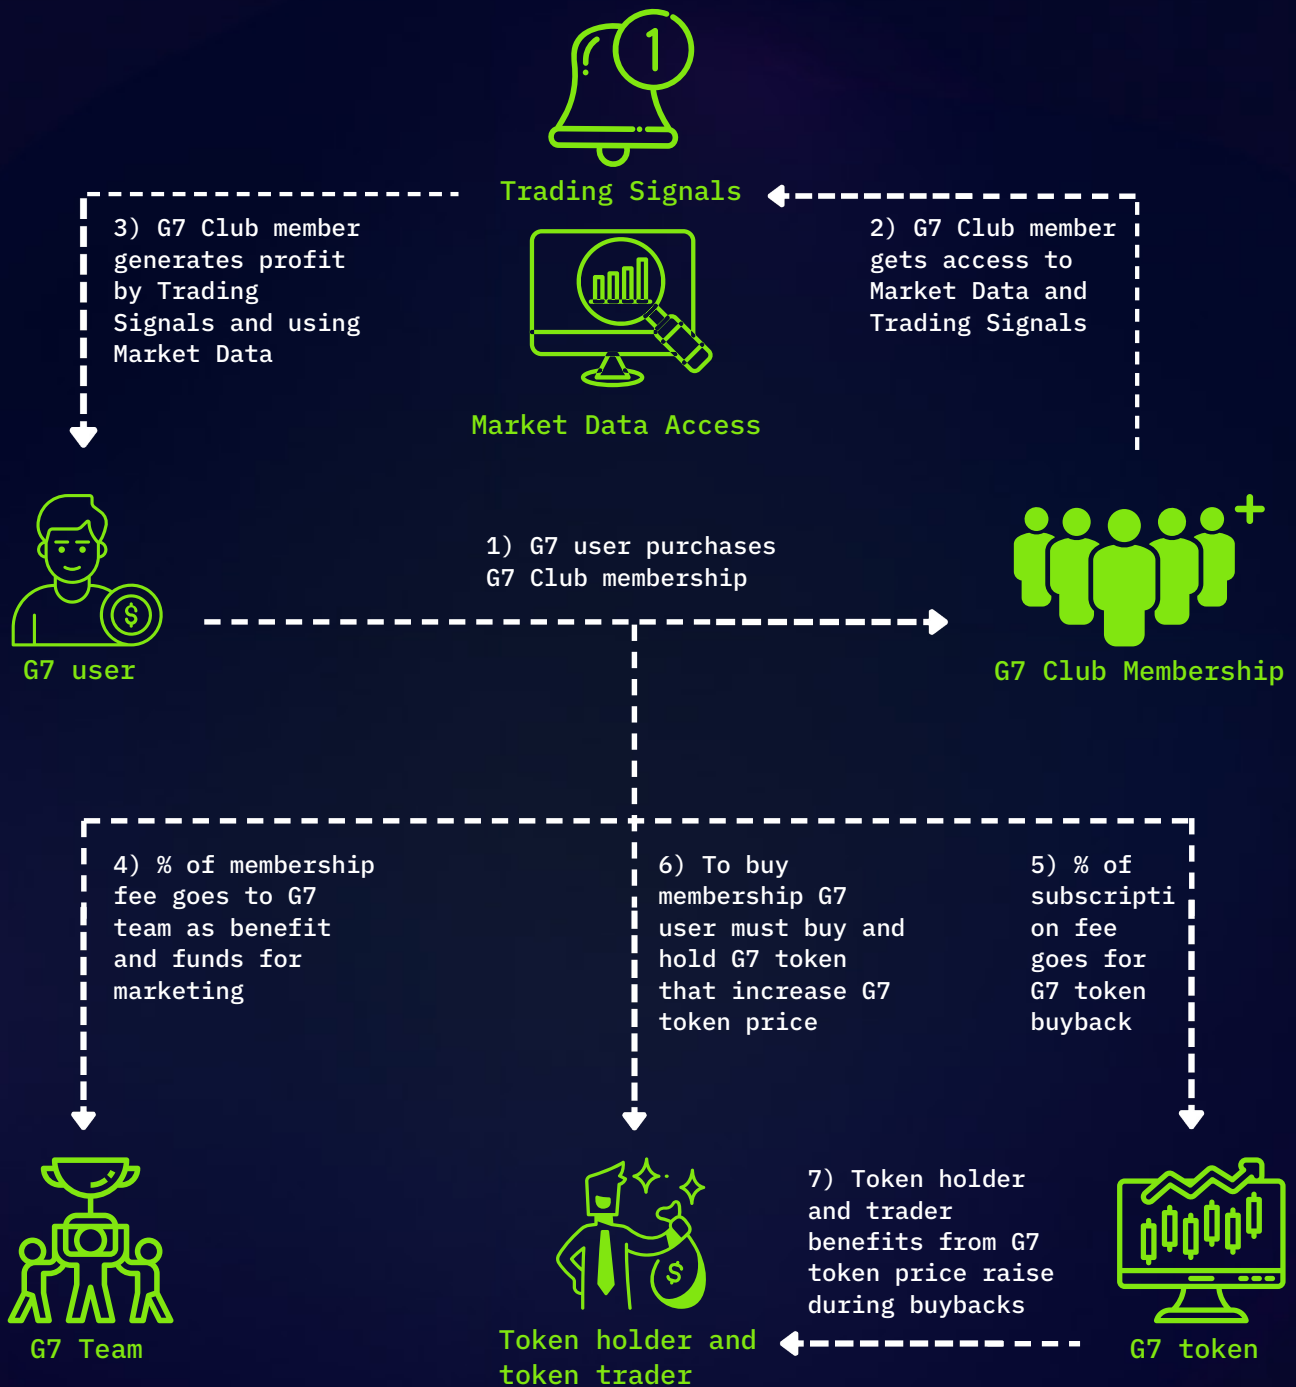 1
Trading Signals
3) G7 Club member
generates profit
by Trading
Signals and using
Market Data
2) G7 Club member
gets access to
Market Data and
Trading Signals
Market Data Access
1) G7 user purchases
G7 Club membership
$
G7 user
G7 Club Membership
4) % of membership
fee goes to G7
team as benefit
and funds for
marketing
6) To buy
membership G7
user must buy and
hold G7 token
that increase G7
token price
5) % of
subscripti
on fee
goes for
G7 token
buyback
7) Token holder
and trader
benefits from G7
token price raise
during buybacks
$
G7 Team
Token holder and
token trader
G7 token